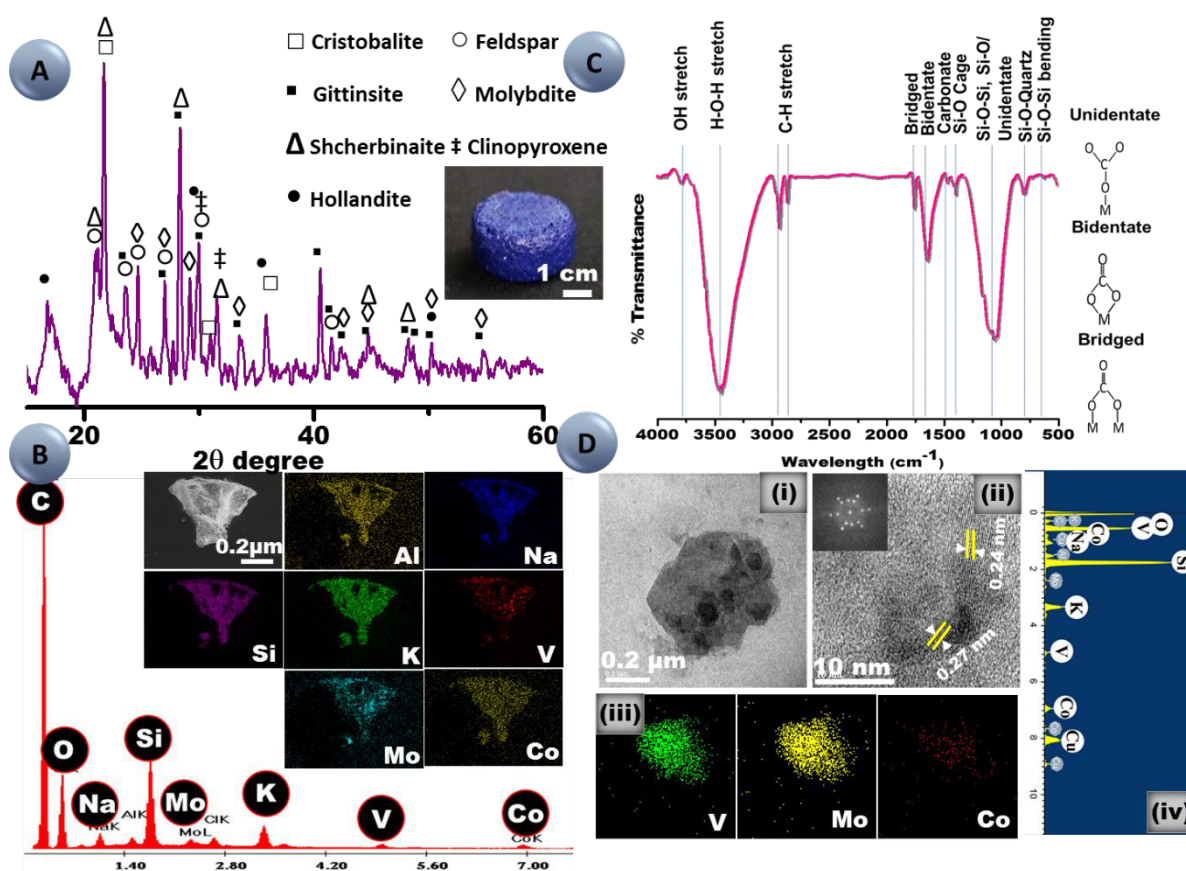 A
Δ
□
□ Cristobalite ○ Feldspar
■ Gittinsite ◊ Molybdite
Δ Shcherbinaite ‡ Clinopyroxene
● Hollandite
1 cm
20 40 60
2θ degree
C
OH stretch
H-O-H stretch
C-H stretch
Bridged
Bidentate
Carbonate
Si-O Cage
Si-O-Si, Si-O/
Unidentate
Si-O-Quartz
Si-O-Si bending
% Transmittance
4000 3500 3000 2500 2000 1500 1000 500
Wavelength (cm-1)
Unidentate
O O
C
O
M
Bidentate
O
C
O O
M
Bridged
O
C
O O
M M
B
C
O
Na
NaK
AlK
Si
Mo
MoL
ClK
K
V
Co
CoK
1.40 2.80 4.20 5.60 7.00
0.2μm
Al
Na
Si
K
V
Mo
Co
D
(i)
0.2 μm
(ii)
0.24 nm
0.27 nm
10 nm
(iii)
V
Mo
Co
(iv)
O
V
Co
Na
Si
K
V
Co
Cu
0
2
4
6
8
10